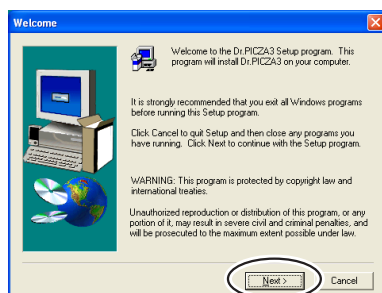 Welcome
Welcome to the Dr.PICZA3 Setup program. This
program will install Dr.PICZA3 on your computer.
It is strongly recommended that you exit all Windows programs
before running this Setup program.
Click Cancel to quit Setup and then close any programs you
have running. Click Next to continue with the Setup program.
WARNING: This program is protected by copyright law and
international treaties.
Unauthorized reproduction or distribution of this program, or any
portion of it, may result in severe civil and criminal penalties, and
will be prosecuted to the maximum extent possible under law.
Next > Cancel